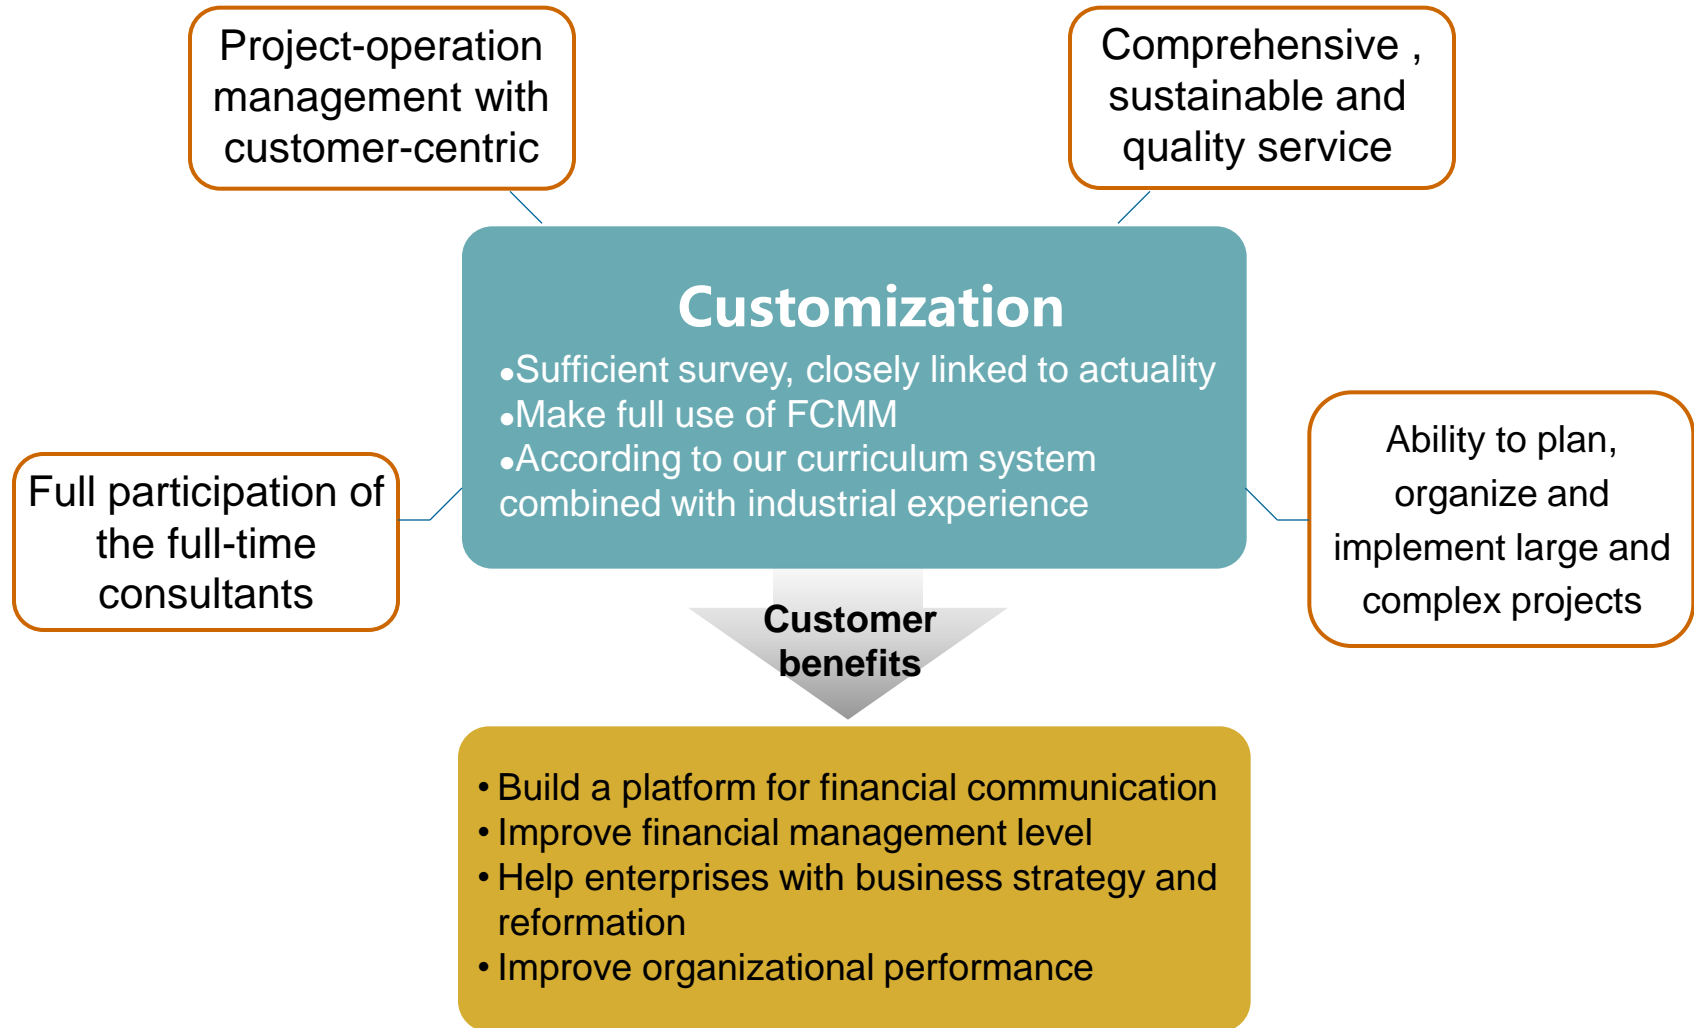 Project-operation
management with
customer-centric
Comprehensive ,
sustainable and
quality service
Customization
●Sufficient survey, closely linked to actuality
●Make full use of FCMM
●According to our curriculum system
combined with industrial experience
Full participation of
the full-time
consultants
Ability to plan,
organize and
implement large and
complex projects
Customer
benefits
• Build a platform for financial communication
• Improve financial management level
• Help enterprises with business strategy and
reformation
• Improve organizational performance